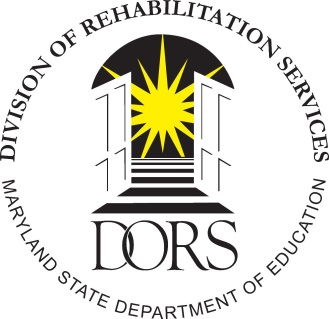 DIVISION OF REHABILITATION SERVICES
DORS
MARYLAND STATE DEPARTMENT OF EDUCATION